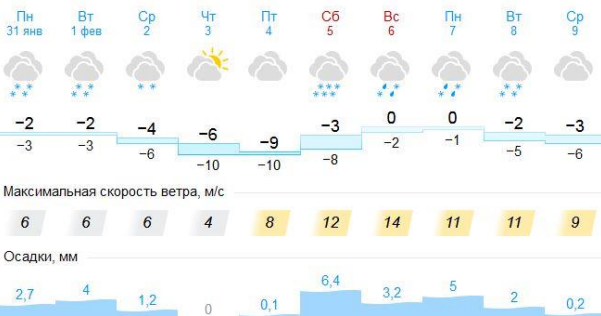 Пн Вт Ср Чт Пт Сб Вс Пн Вт Ср
31 янв 1 фев 2 3 4 5 6 7 8 9
−2 −2 −4 −6 −9 −3 0 0 −2 −3
−3 −3 −6 −10 −10 −8 −2 −1 −5 −6
Максимальная скорость ветра, м/с
6 6 6 4 8 12 14 11 11 9
Осадки, мм
2,7 4 1,2 0 0,1 6,4 3,2 5 2 0,2